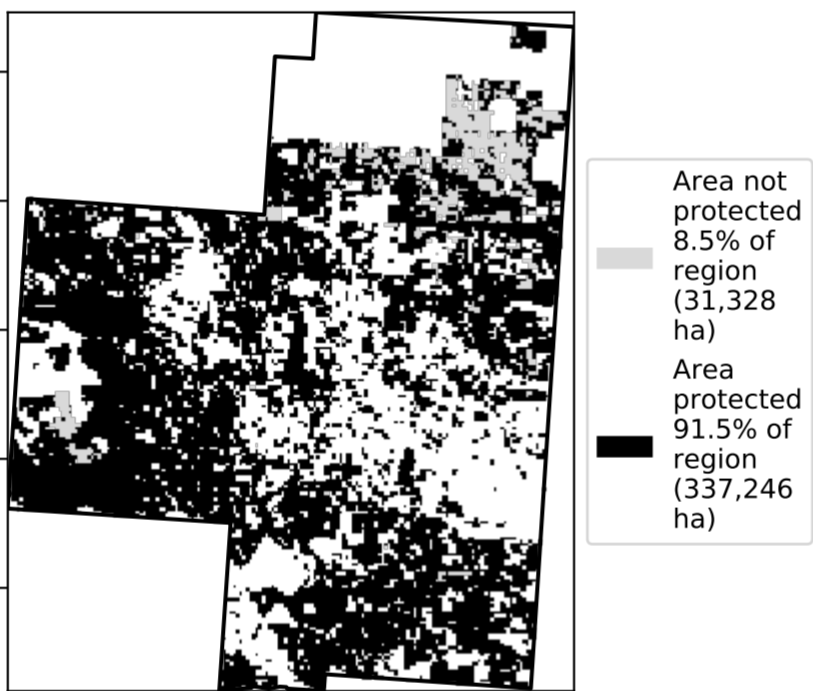 Area not
protected
8.5% of
region
(31,328
ha)
Area
protected
91.5% of
region
(337,246
ha)